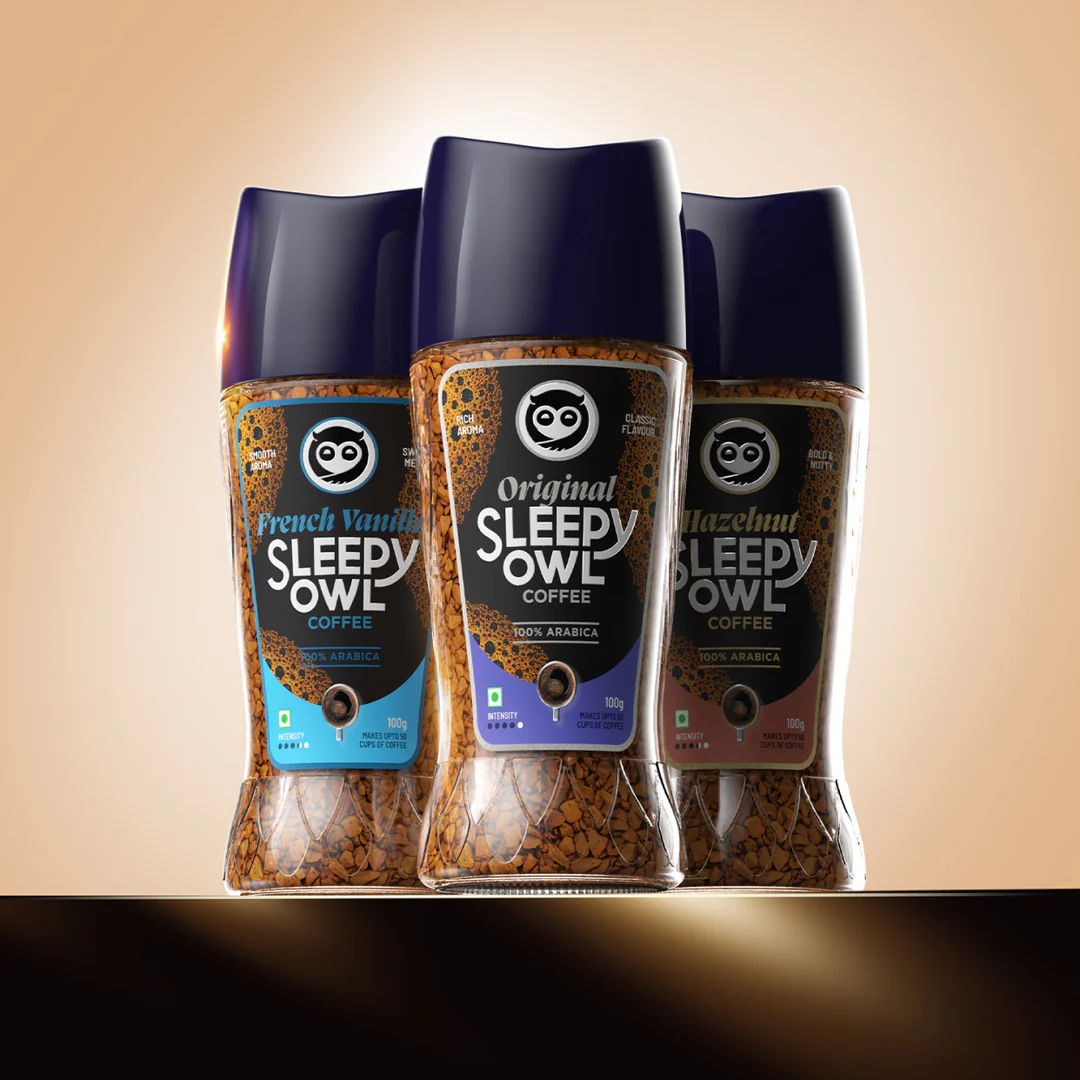 SMOOTH
AROMA
French Vanilla
SLEEPY
OWL
COFFEE
100% ARABICA
INTENSITY
100g
MAKES UPTO 50
CUPS OF COFFEE
RICH
AROMA
CLASSIC
FLAVOUR
Original
SLEEPY
OWL
COFFEE
100% ARABICA
INTENSITY
100g
MAKES UPTO 50
CUPS OF COFFEE
BOLD &
NUTTY
Hazelnut
SLEEPY
OWL
COFFEE
100% ARABICA
INTENSITY
100g
MAKES UPTO 50
CUPS OF COFFEE